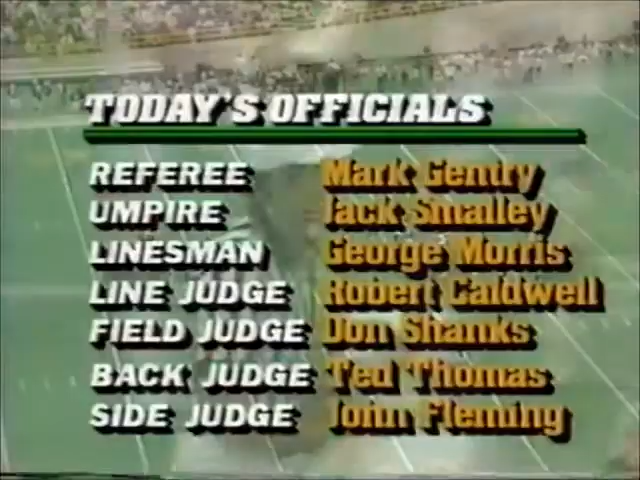 TODAY'S OFFICIALS
REFEREE Mark Gentry
UMPIRE Jack Smalley
LINESMAN George Morris
LINE JUDGE Robert Caldwell
FIELD JUDGE Don Shanks
BACK JUDGE Ted Thomas
SIDE JUDGE John Fleming